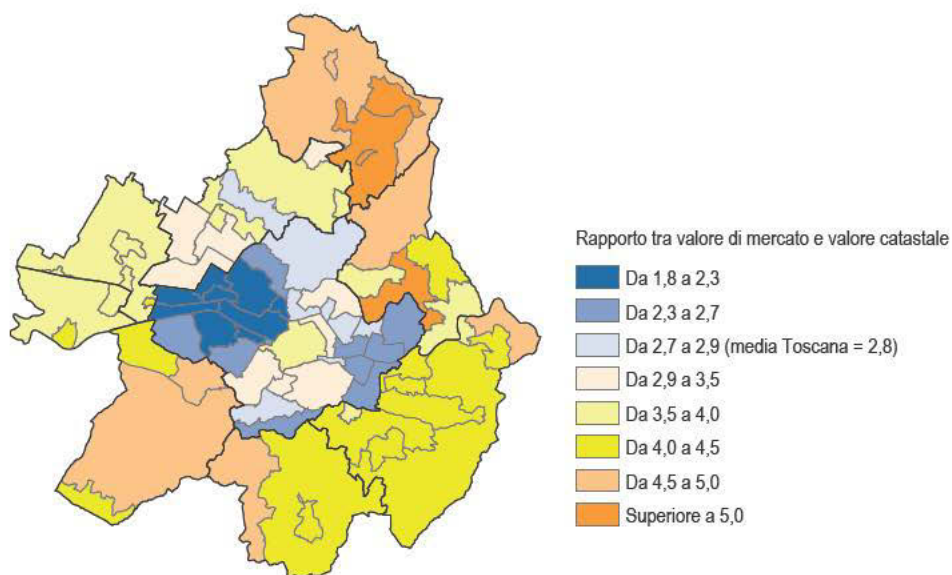 Rapporto tra valore di mercato e valore catastale
Da 1,8 a 2,3
Da 2,3 a 2,7
Da 2,7 a 2,9 (media Toscana = 2,8)
Da 2,9 a 3,5
Da 3,5 a 4,0
Da 4,0 a 4,5
Da 4,5 a 5,0
Superiore a 5,0